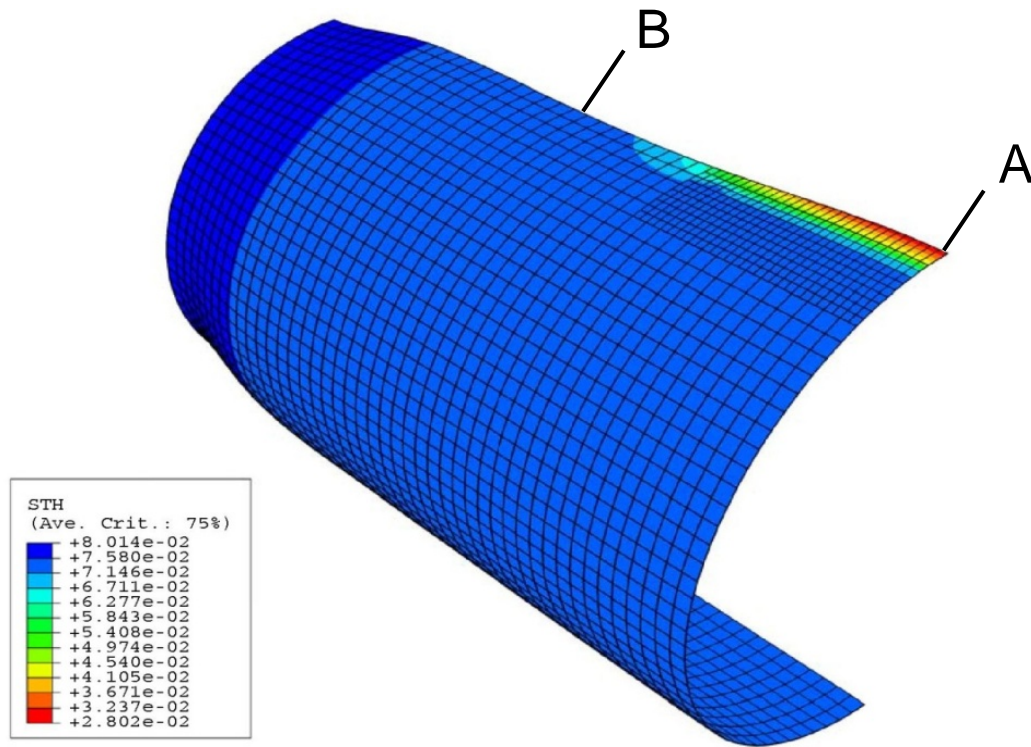 B
A
STH
(Ave. Crit.: 75%)
+8.014e-02
+7.580e-02
+7.146e-02
+6.711e-02
+6.277e-02
+5.843e-02
+5.408e-02
+4.974e-02
+4.540e-02
+4.105e-02
+3.671e-02
+3.237e-02
+2.802e-02